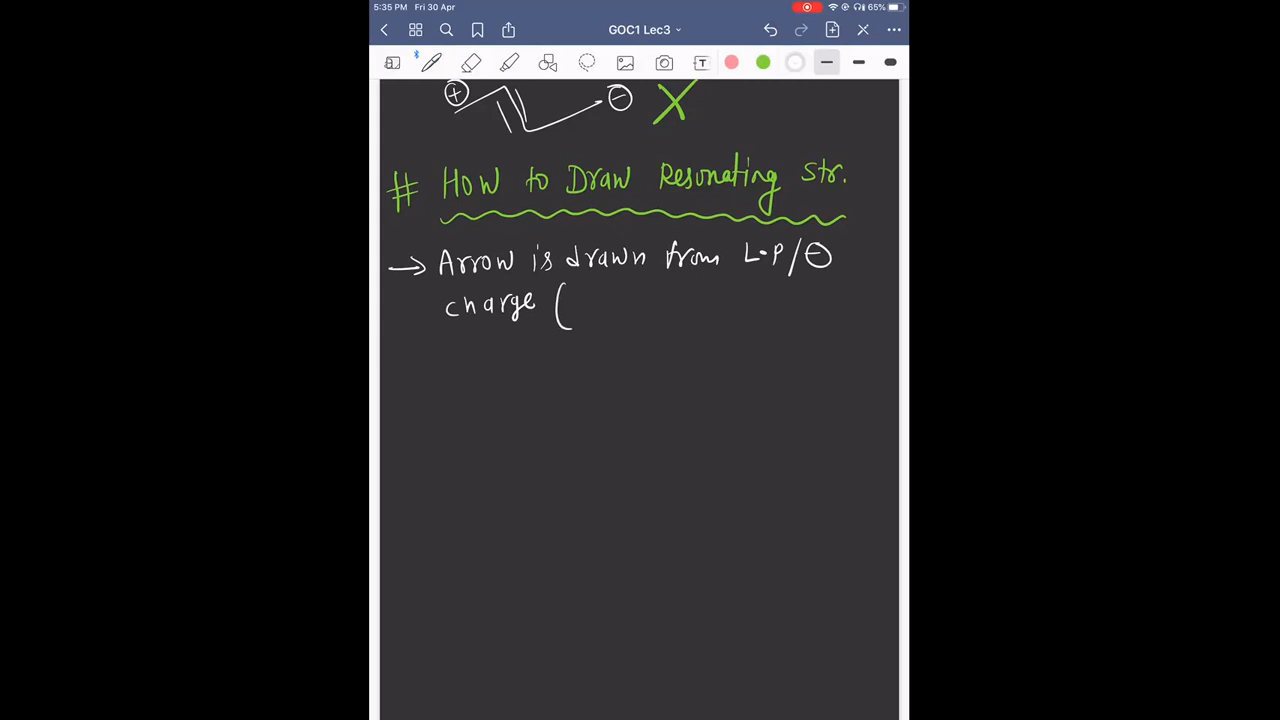 5:35 PM Fri 30 Apr
65%
GOC1 Lec3
T
+
-
X
# How to Draw Resonating Str.
→ Arrow is drawn from L·P/⊖
charge (